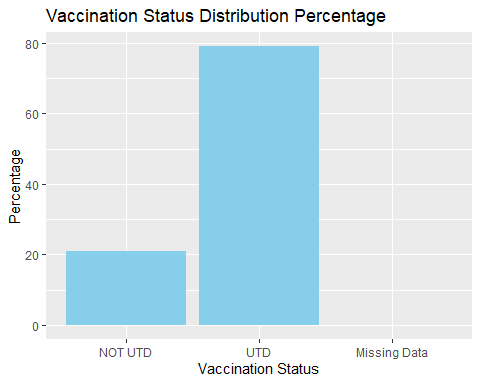 Vaccination Status Distribution Percentage
80
60
40
20
0
Percentage
NOT UTD UTD Missing Data
Vaccination Status